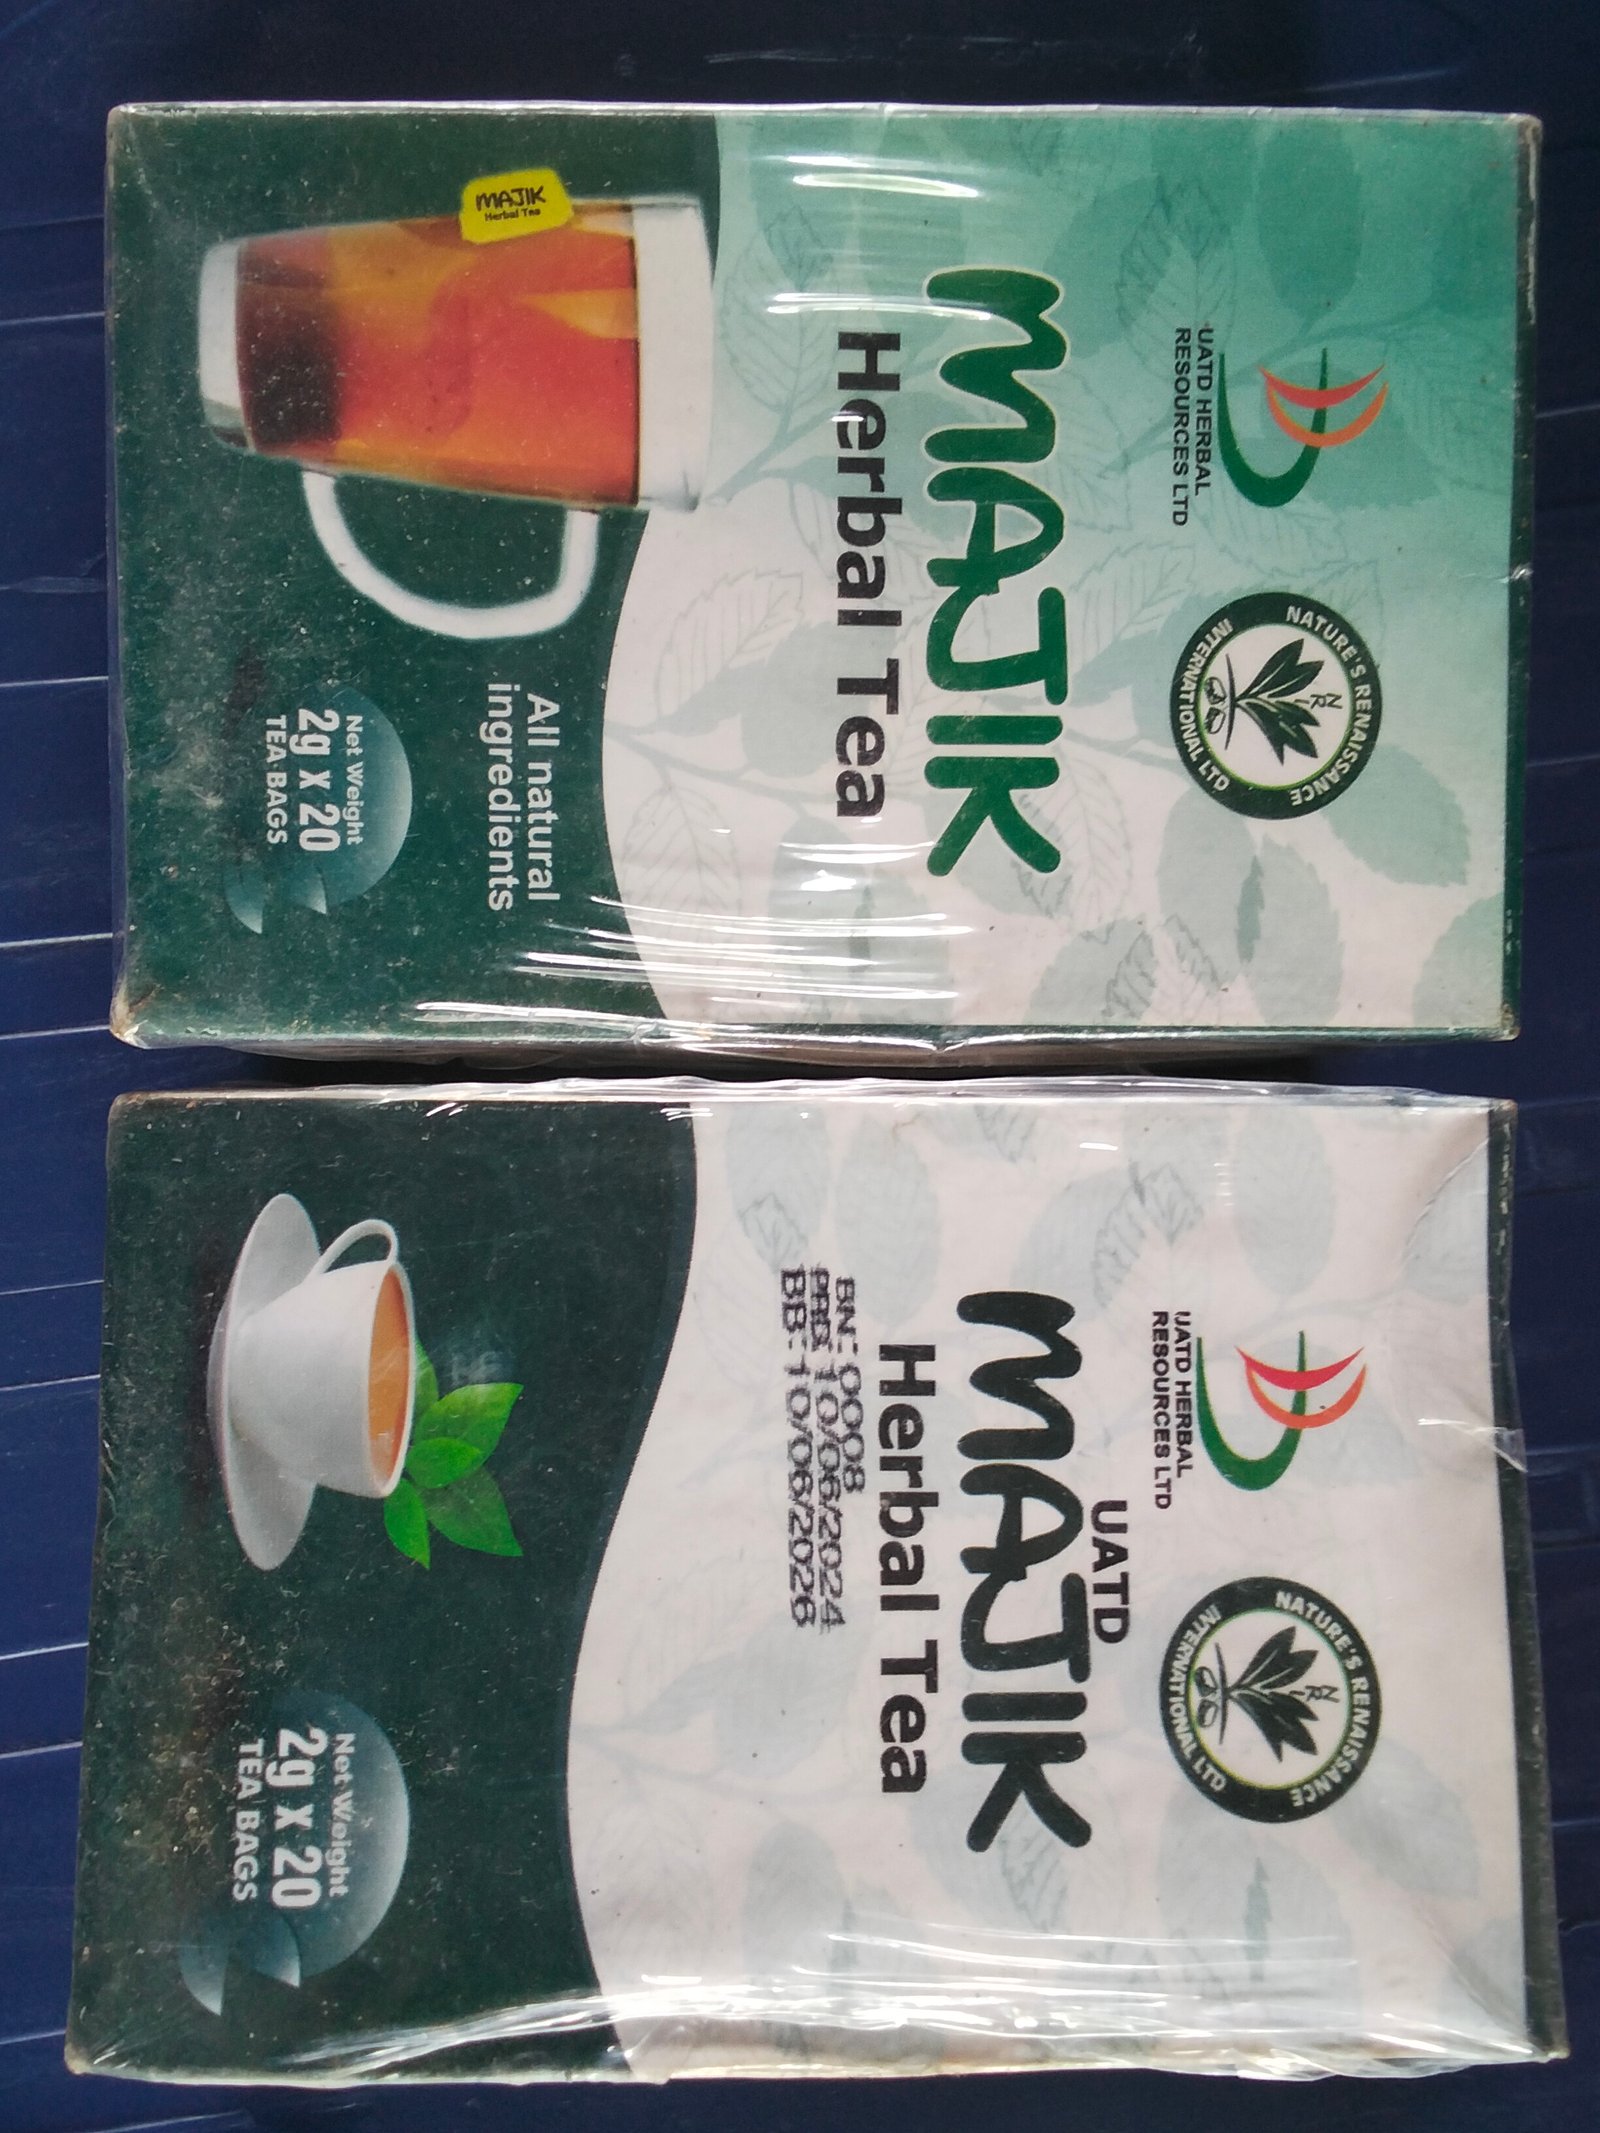 UATD HERBAL
RESOURCES LTD
NATURE'S RENAISSANCE
INTERNATIONAL LTD
NR
MAJIK
Herbal Tea
MAJIK
Herbal Tea
All natural
ingredients
Net Weight
2g x 20
TEA BAGS
UATD HERBAL
RESOURCES LTD
NATURE'S RENAISSANCE
INTERNATIONAL LTD
NR
UATD
MAJIK
Herbal Tea
BN: 0008
10/06/2024
BB: 10/06/2026
Net Weight
2g x 20
TEA BAGS